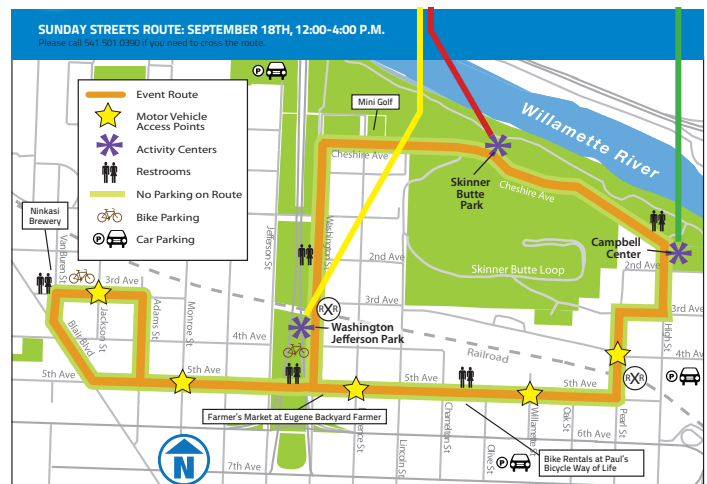 SUNDAY STREETS ROUTE: SEPTEMBER 18TH, 12:00-4:00 P.M.
Please call 541.501.0390 if you need to cross the route.
P
Event Route
Motor Vehicle
Access Points
Activity Centers
Restrooms
No Parking on Route
Bike Parking
P
Car Parking
Mini Golf
Willamette River
Cheshire Ave
Skinner
Butte
Park
Cheshire Ave
Ninkasi
Brewery
Van Buren St
Jefferson St
Washington St
2nd Ave
Skinner Butte Loop
Campbell
Center
2nd Ave
3rd Ave
Jackson St
Adams St
Monroe St
3rd Ave
3rd Ave
RXR
Washington
Jefferson Park
4th Ave
High St
Blair Blvd
Railroad
4th Ave
5th Ave
5th Ave
5th Ave
5th Ave
RXR
P
Farmer's Market at Eugene Backyard Farmer
Lincoln St
Charnelton St
Olive St
Willamette St
Oak St
Pearl St
6th Ave
N
7th Ave
P
Bike Rentals at Paul's
Bicycle Way of Life